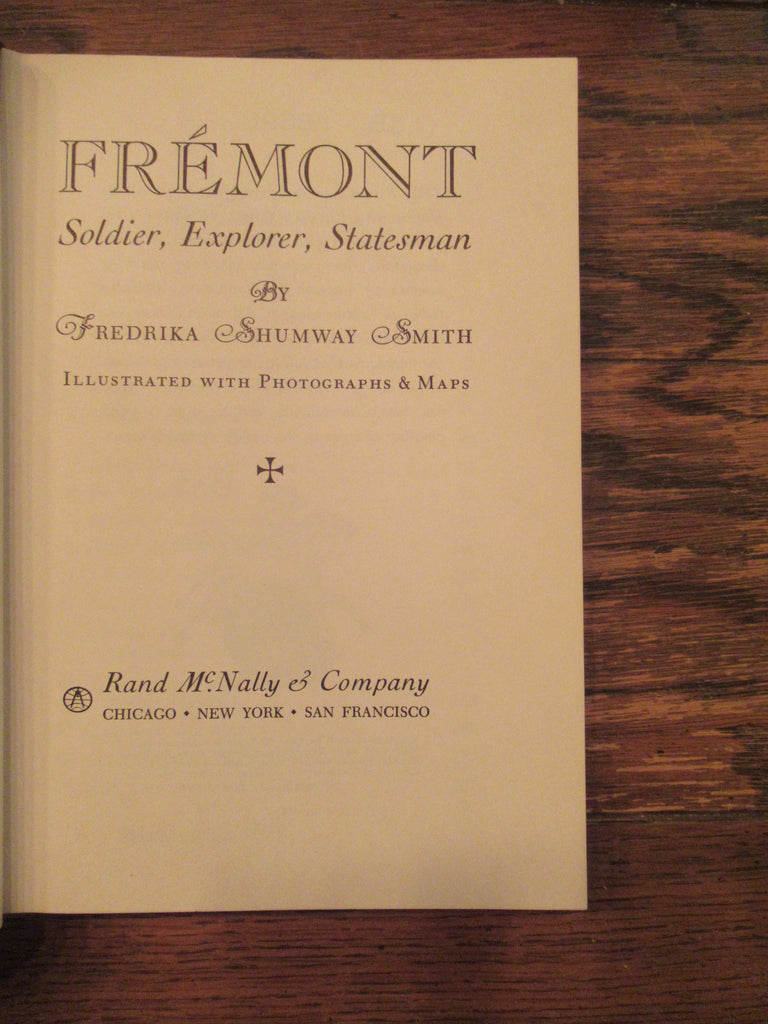 FRÉMONT
Soldier, Explorer, Statesman
BY
FREDRIKA SHUMWAY SMITH
ILLUSTRATED WITH PHOTOGRAPHS & MAPS
Rand McNally & Company
CHICAGO • NEW YORK • SAN FRANCISCO